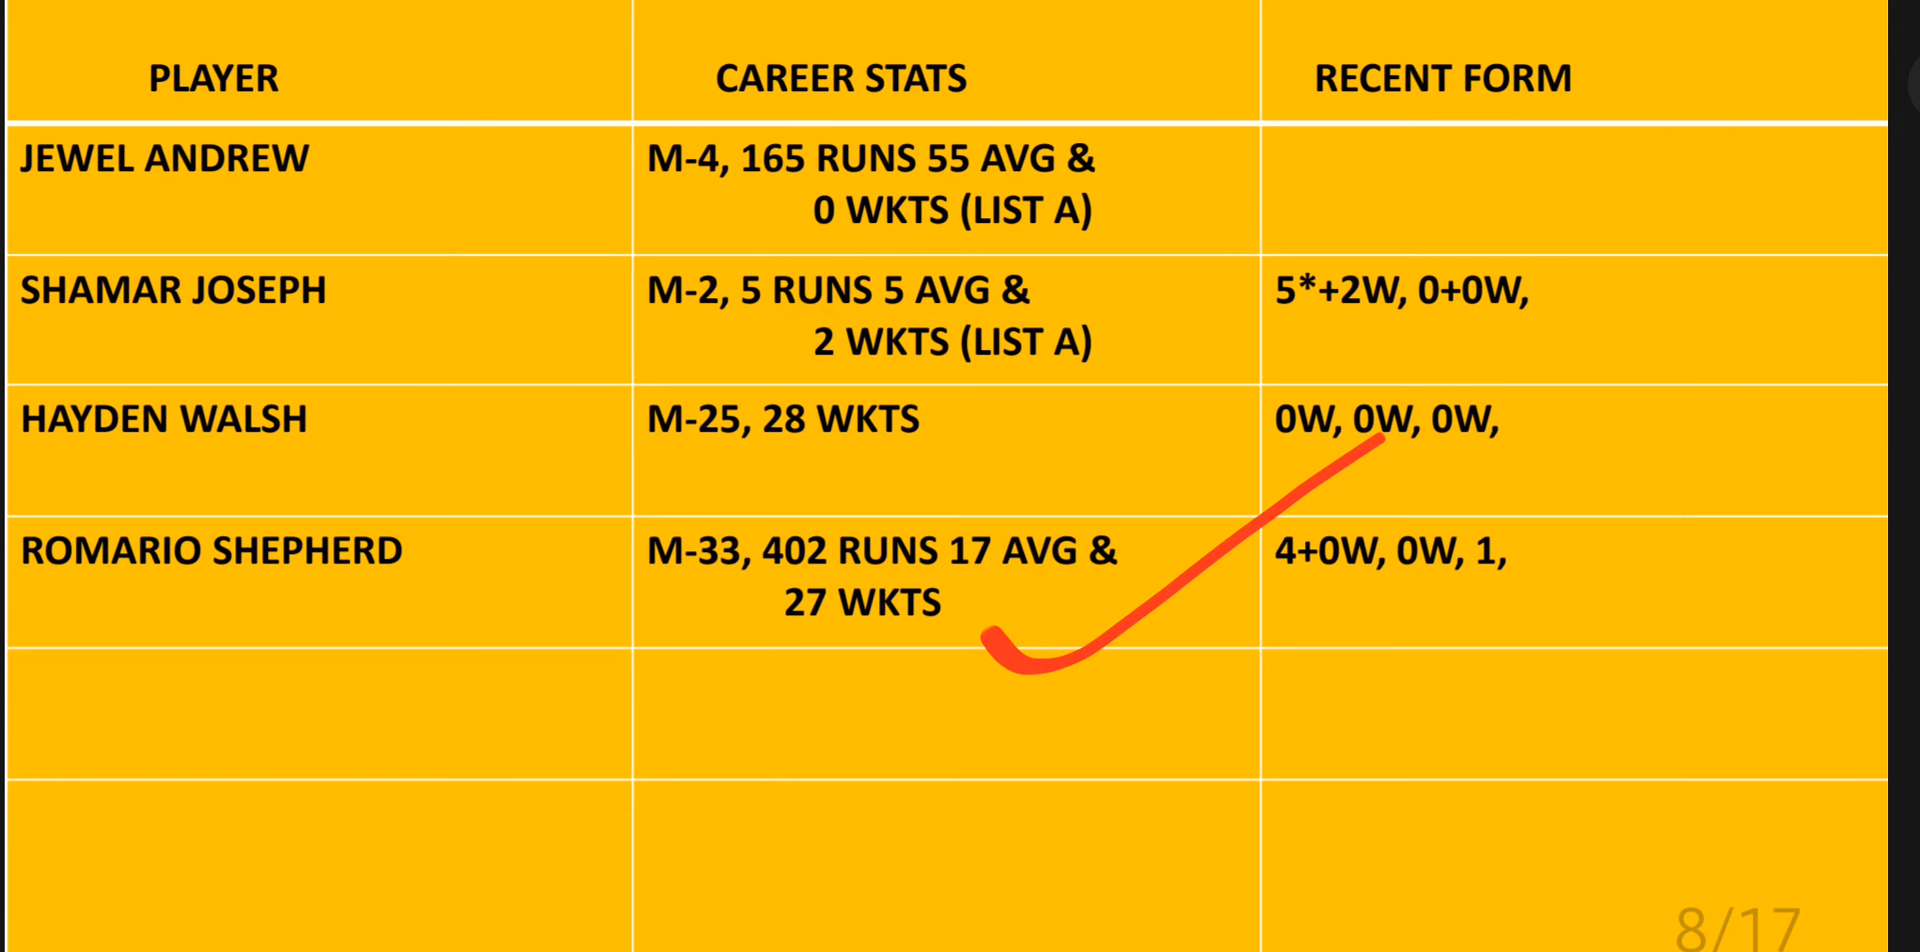 PLAYER CAREER STATS RECENT FORM
JEWEL ANDREW M-4, 165 RUNS 55 AVG &
0 WKTS (LIST A)
SHAMAR JOSEPH M-2, 5 RUNS 5 AVG & 5*+2W, 0+0W,
2 WKTS (LIST A)
HAYDEN WALSH M-25, 28 WKTS 0W, 0W, 0W,
ROMARIO SHEPHERD M-33, 402 RUNS 17 AVG & 4+0W, 0W, 1,
27 WKTS
8/17